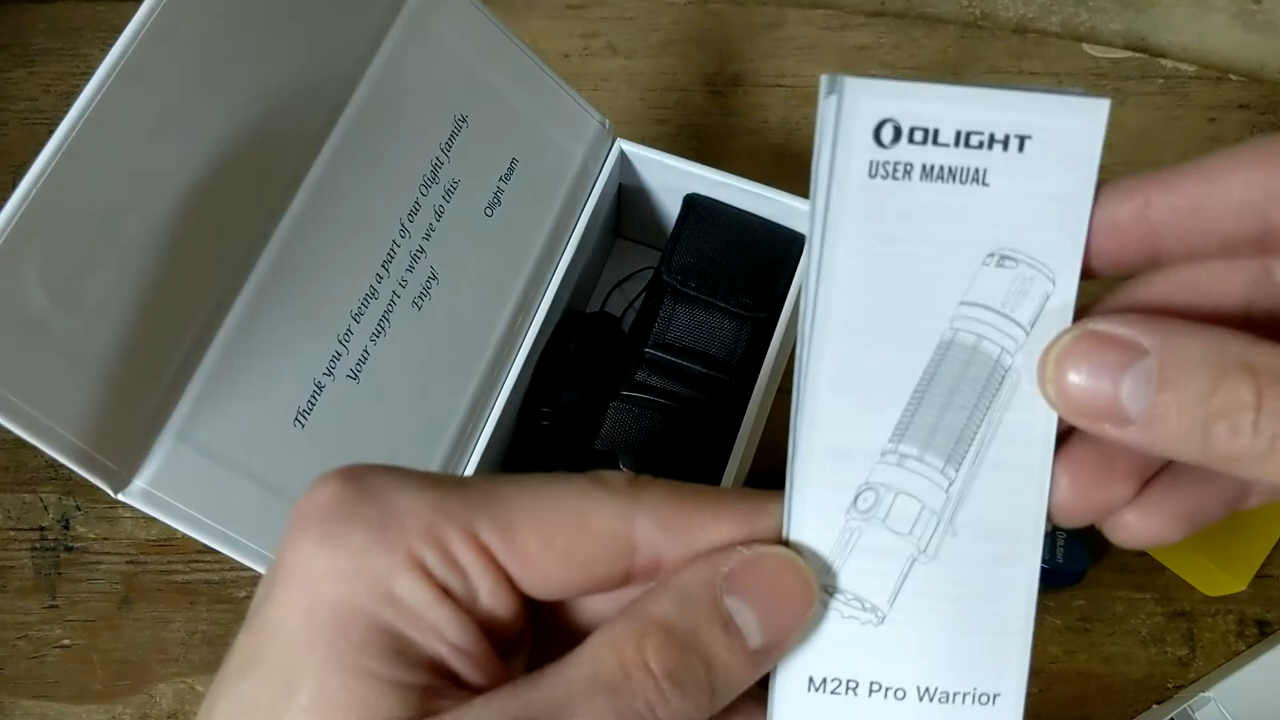 Thank you for being a part of our Olight family,
Your support is why we do this.
Enjoy!
Olight Team
OLIGHT
USER MANUAL
M2R Pro Warrior
OLIGHT